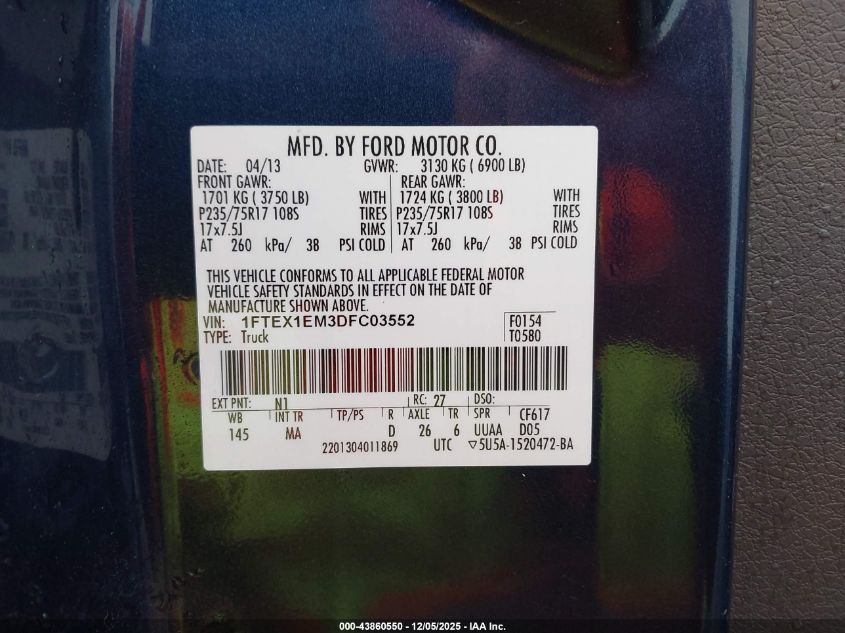 MFD. BY FORD MOTOR CO.
DATE: 04/13 GVWR: 3130 KG ( 6900 LB)
FRONT GAWR: REAR GAWR:
1701 KG ( 3750 LB) WITH 1724 KG ( 3800 LB) WITH
P235/75R17 108S TIRES P235/75R17 108S TIRES
17x7.5J RIMS 17x7.5J RIMS
AT 260 kPa/ 38 PSI COLD AT 260 kPa/ 38 PSI COLD
THIS VEHICLE CONFORMS TO ALL APPLICABLE FEDERAL MOTOR
VEHICLE SAFETY STANDARDS IN EFFECT ON THE DATE OF
MANUFACTURE SHOWN ABOVE.
VIN: 1FTEX1EM3DFC03552 F0154
TYPE: Truck T0580
EXT PNT: N1 RC: 27 DSO:
WB INT TR TP/PS R AXLE TR SPR CF617
145 MA D 26 6 UUAA D05
2201304011869 UTC ▽5U5A-1520472-BA
000-43860550 - 12/05/2025 - IAA Inc.